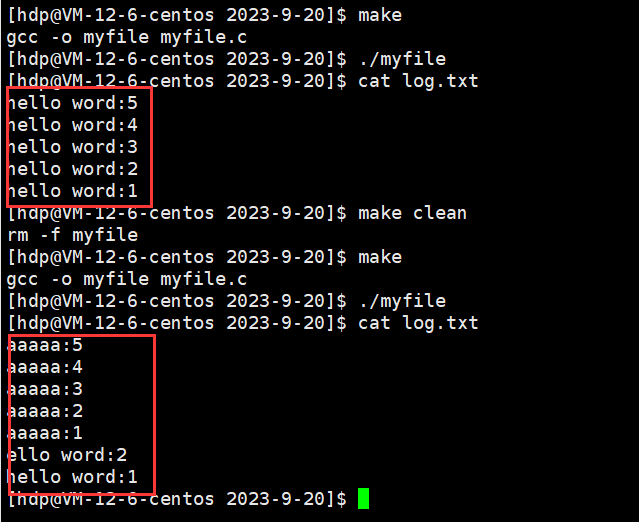 [hdp@VM-12-6-centos 2023-9-20]$ make
gcc -o myfile myfile.c
[hdp@VM-12-6-centos 2023-9-20]$ ./myfile
[hdp@VM-12-6-centos 2023-9-20]$ cat log.txt
hello word:5
hello word:4
hello word:3
hello word:2
hello word:1
[hdp@VM-12-6-centos 2023-9-20]$ make clean
rm -f myfile
[hdp@VM-12-6-centos 2023-9-20]$ make
gcc -o myfile myfile.c
[hdp@VM-12-6-centos 2023-9-20]$ ./myfile
[hdp@VM-12-6-centos 2023-9-20]$ cat log.txt
aaaaa:5
aaaaa:4
aaaaa:3
aaaaa:2
aaaaa:1
ello word:2
hello word:1
[hdp@VM-12-6-centos 2023-9-20]$